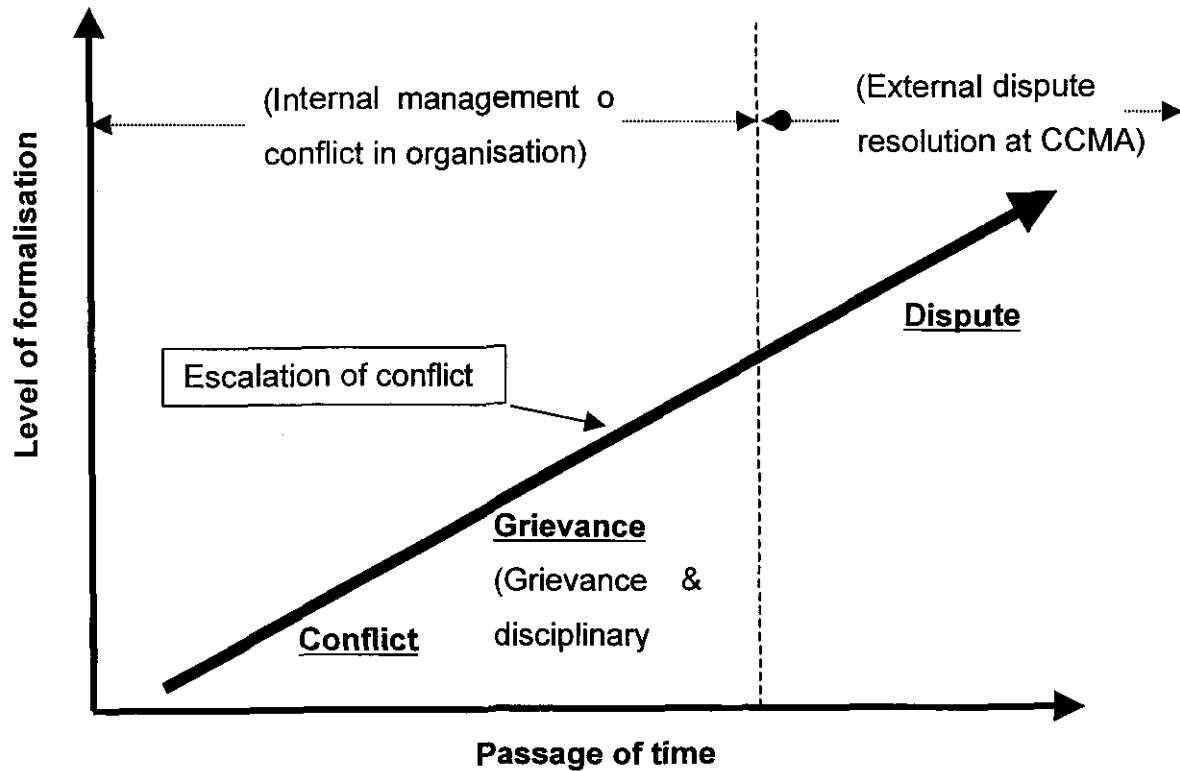 (Internal management o
conflict in organisation)
(External dispute
resolution at CCMA)
Level of formalisation
Escalation of conflict
Dispute
Grievance
(Grievance &
disciplinary
Conflict
Passage of time